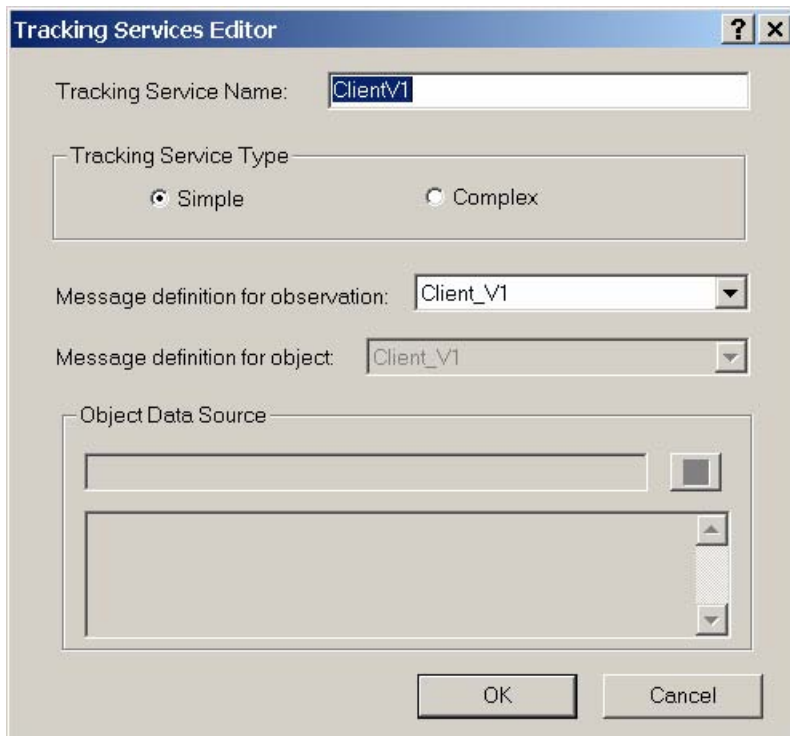 Tracking Services Editor
Tracking Service Name: ClientV1
Tracking Service Type
Simple Complex
Message definition for observation: Client_V1
Message definition for object: Client_V1
Object Data Source
OK Cancel